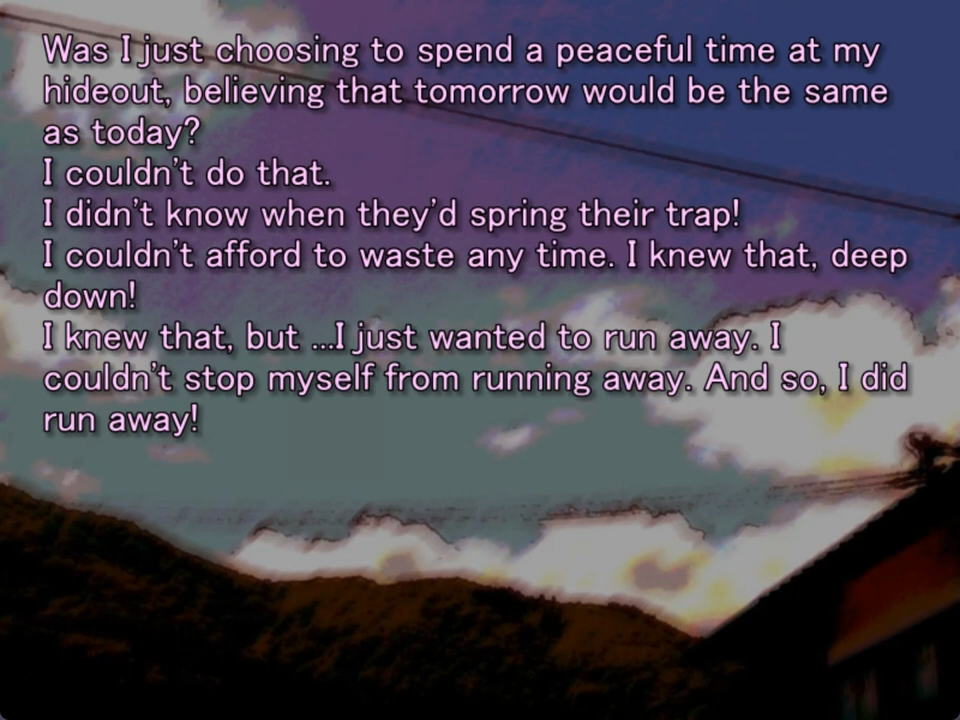 Was I just choosing to spend a peaceful time at my
hideout, believing that tomorrow would be the same
as today?
I couldn't do that.
I didn't know when they'd spring their trap!
I couldn't afford to waste any time. I knew that, deep
down!
I knew that, but ...I just wanted to run away. I
couldn't stop myself from running away. And so, I did
run away!